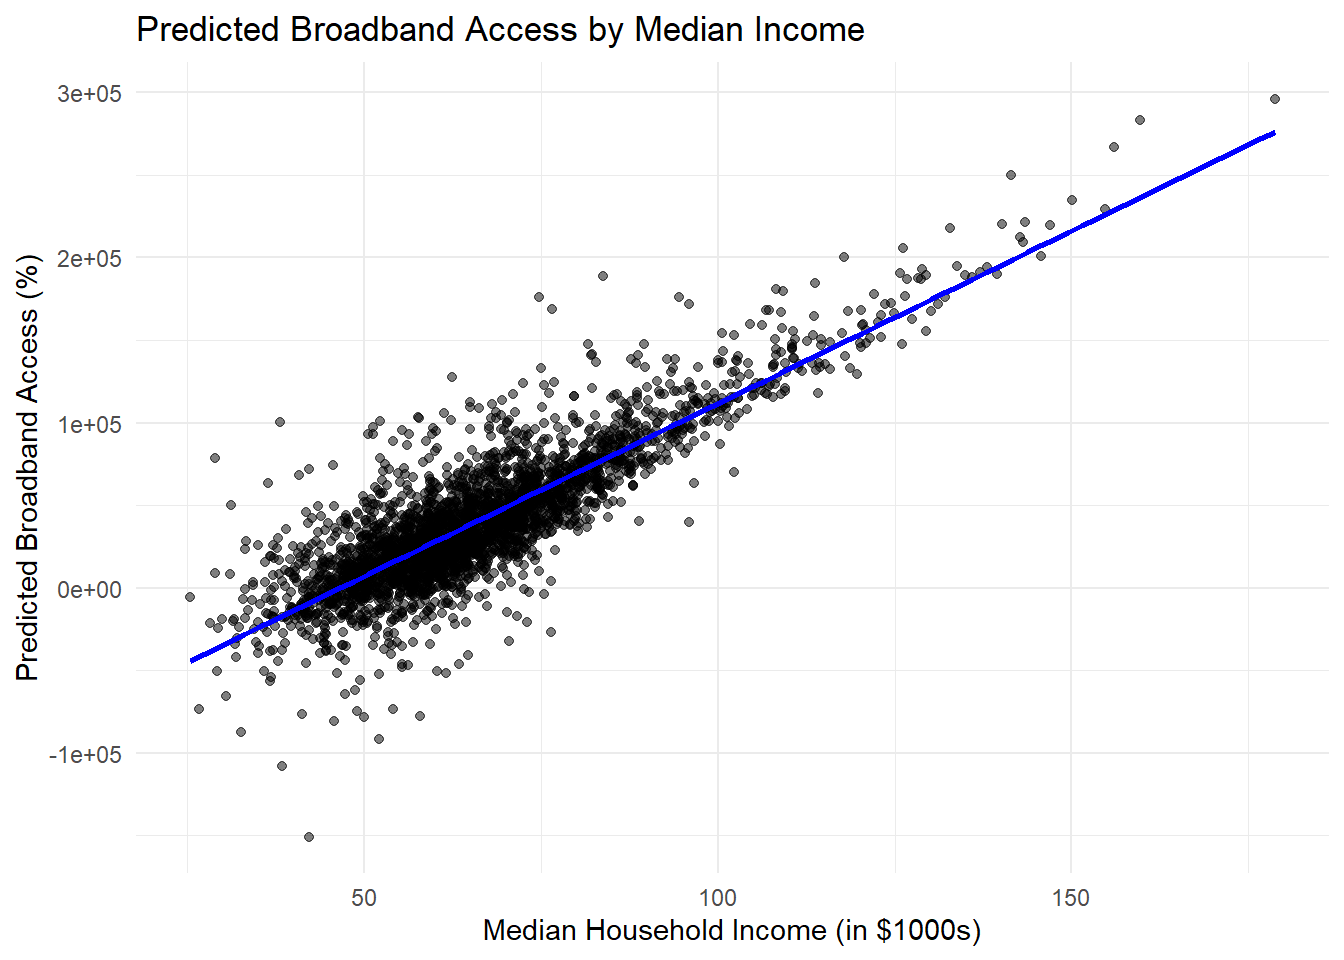 Predicted Broadband Access by Median Income
3e+05
2e+05
1e+05
0e+00
-1e+05
Predicted Broadband Access (%)
50 100 150
Median Household Income (in $1000s)